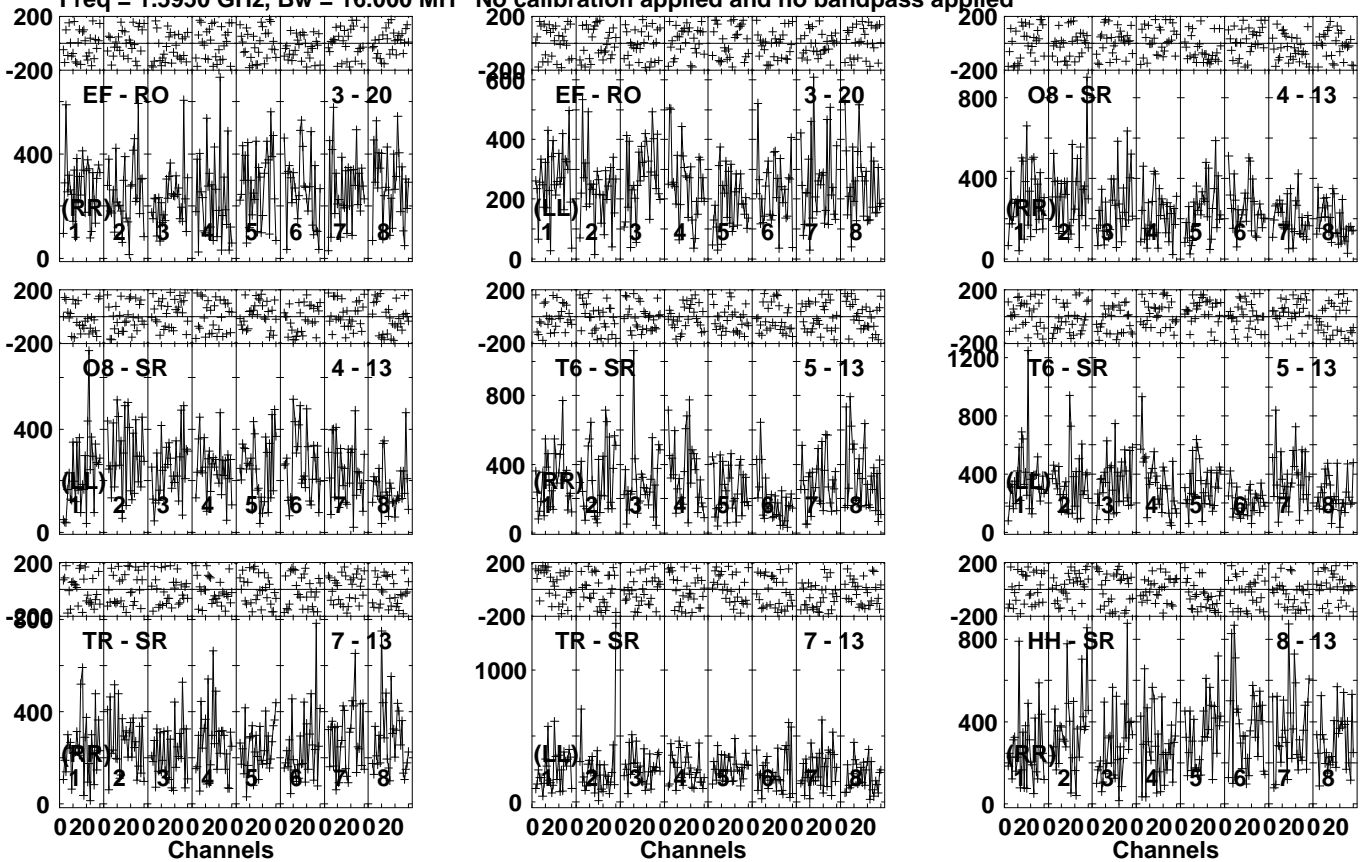 Freq = 1.5950 GHz, Bw = 16.000 MH No calibration applied and no bandpass applied
200 200 200
-200 -200 -200
600
EF - RO 3 - 20 EF - RO 3 - 20 O8 - SR 4 - 13
800
400 400 400
200
(RR) (LL) (RR)
1 2 3 4 5 6 7 8 1 2 3 4 5 6 7 8 1 2 3 4 5 6 7 8
0 0 0
200 200 200
-200 -200 -200
1200
O8 - SR 4 - 13 T6 - SR 5 - 13 T6 - SR 5 - 13
400 800 800
400 400
(LL) (RR) (LL)
1 2 3 4 5 6 7 8 1 2 3 4 5 6 7 8 1 2 3 4 5 6 7 8
0 0 0
200 200 200
-200 -200 -200
800
TR - SR 7 - 13 TR - SR 7 - 13 HH - SR 8 - 13
400 1000 800
400
(RR) (LL) (RR)
1 2 3 4 5 6 7 8 1 2 3 4 5 6 7 8 1 2 3 4 5 6 7 8
0 0 0
0 20 0 20 0 20 0 20 0 20 0 20 0 20 0 20 0 20 0 20 0 20 0 20 0 20 0 20 0 20 0 20 0 20 0 20 0 20 0 20 0 20 0 20 0 20 0 20
Channels Channels Channels